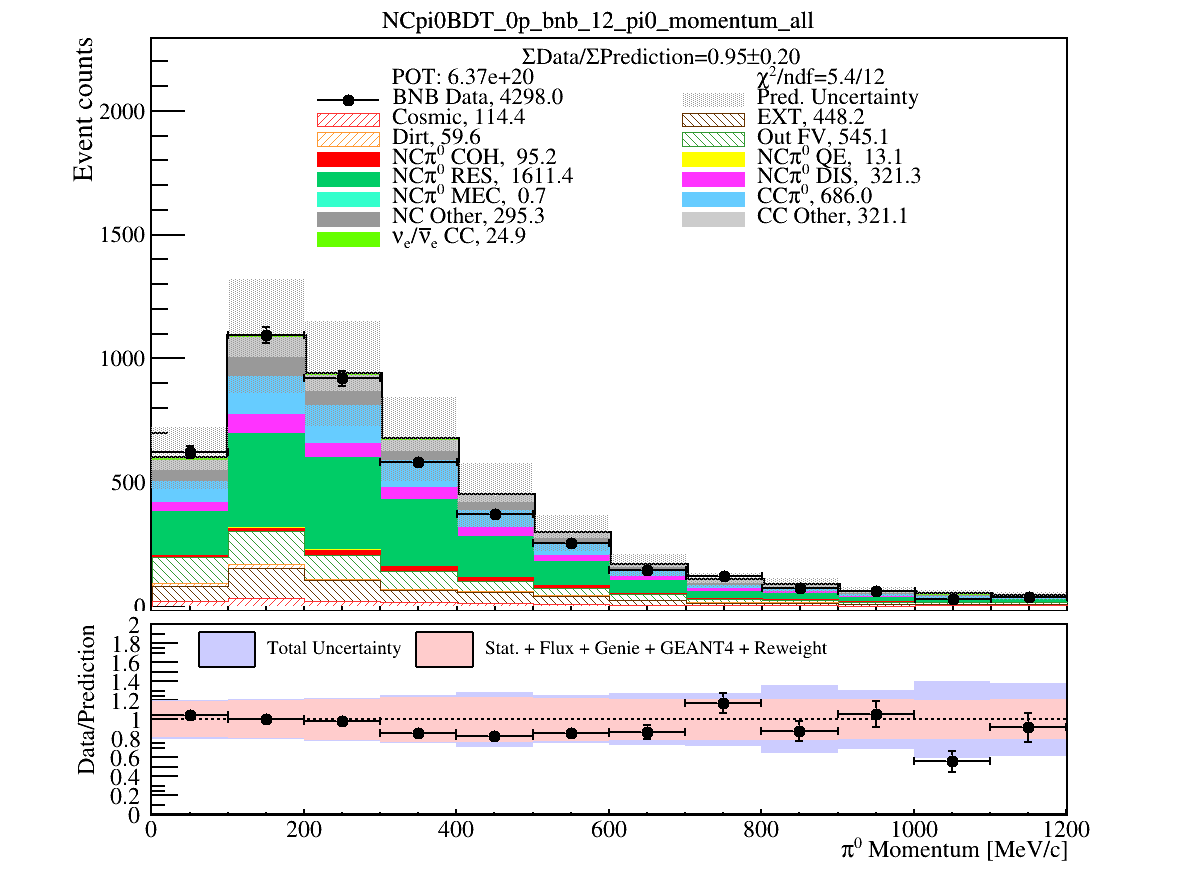 NCpi0BDT_0p_bnb_12_pi0_momentum_all
ΣData/ΣPrediction=0.95±0.20
POT: 6.37e+20
χ²/ndf=5.4/12
BNB Data, 4298.0
Pred. Uncertainty
Cosmic, 114.4
EXT, 448.2
Dirt, 59.6
Out FV, 545.1
NCπ⁰ COH, 95.2
NCπ⁰ QE, 13.1
NCπ⁰ RES, 1611.4
NCπ⁰ DIS, 321.3
NCπ⁰ MEC, 0.7
CCπ⁰, 686.0
NC Other, 295.3
CC Other, 321.1
νe/ν̅e CC, 24.9
Event counts
2000
1500
1000
500
0
Total Uncertainty
Stat. + Flux + Genie + GEANT4 + Reweight
Data/Prediction
2
1.8
1.6
1.4
1.2
1
0.8
0.6
0.4
0.2
0
0 200 400 600 800 1000 1200
π⁰ Momentum [MeV/c]